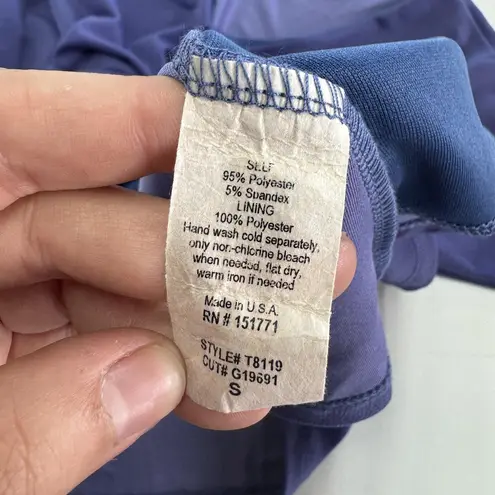 SELF
95% Polyester
5% Spandex
LINING
100% Polyester
Hand wash cold separately,
only non-chlorine bleach
when needed, flat dry,
warm iron if needed
Made in U.S.A.
RN # 151771
STYLE# T8119
CUT# G19691
S